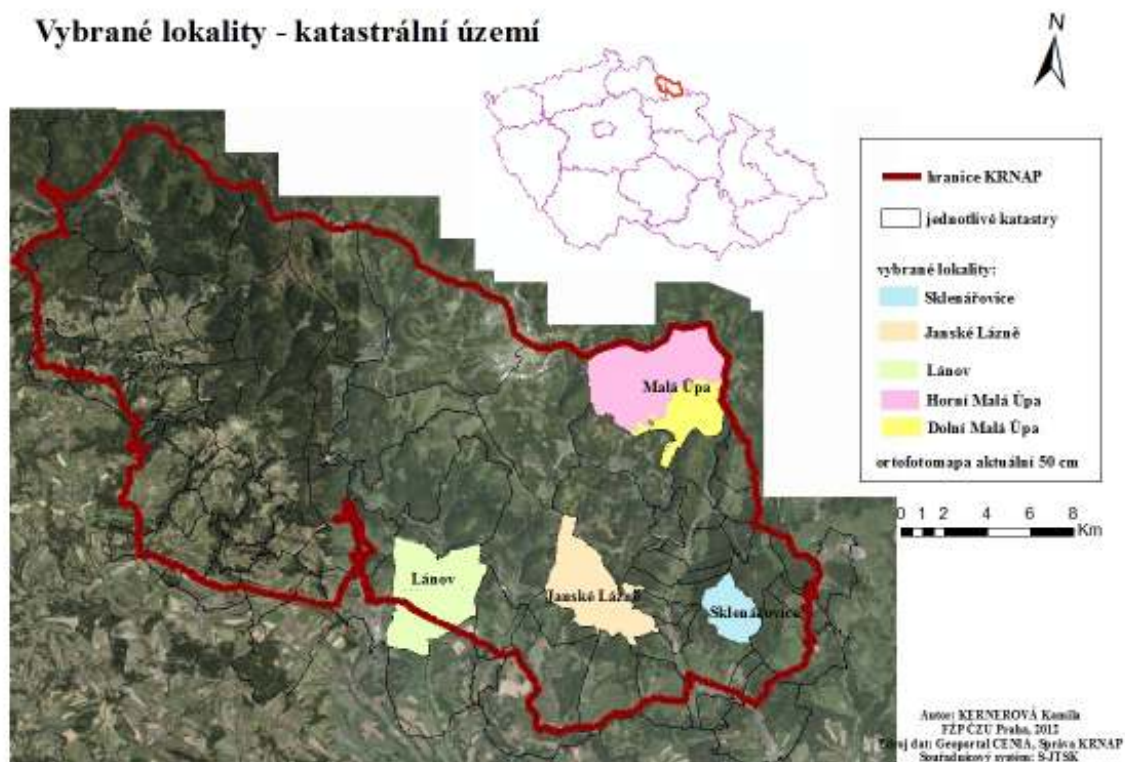 Vybrané lokality - katastrální území
N
hranice KRNAP
jednotlivé katastry
vybrané lokality:
Sklenářovice
Janské Lázně
Lánov
Horní Malá Úpa
Dolní Malá Úpa
ortofotomapa aktuální 50 cm
0 1 2 4 6 8
Km
Malá Úpa
Lánov
Janské Lázně
Sklenářovice
Autor: KERNEROVÁ Kamila
FŽP ČZU Praha, 2012
Zdroj dat: Geoportal CENIA, Správa KRNAP
Souřadnikový systém: S-JTSK